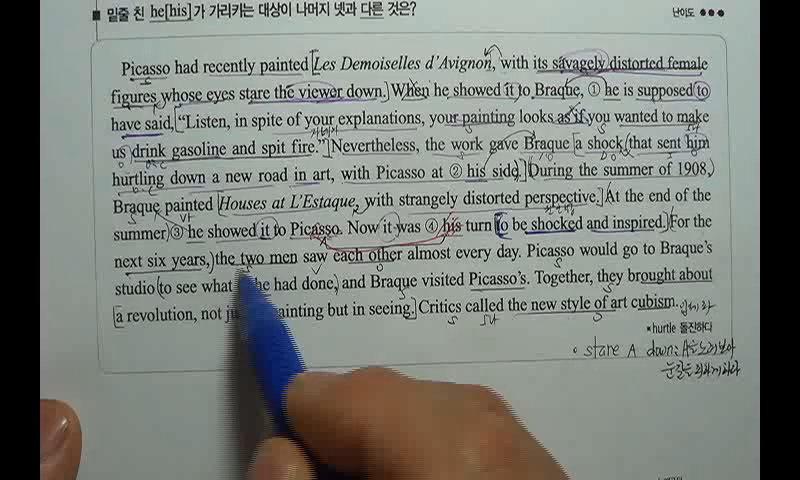 ■ 밑줄 친 he[his]가 가리키는 대상이 나머지 넷과 다른 것은? 난이도 ●●●
Picasso had recently painted Les Demoiselles d'Avignon, with its savagely distorted female
figures whose eyes stare the viewer down. When he showed it to Braque, ① he is supposed to
have said, "Listen, in spite of your explanations, your painting looks as if you wanted to make
us drink gasoline and spit fire." Nevertheless, the work gave Braque a shock that sent him
hurtling down a new road in art, with Picasso at ② his side. During the summer of 1908,
Braque painted Houses at L'Estaque, with strangely distorted perspective. At the end of the
summer ③ he showed it to Picasso. Now it was ④ his turn to be shocked and inspired. For the
next six years, the two men saw each other almost every day. Picasso would go to Braque's
studio to see what he had done, and Braque visited Picasso's. Together, they brought about
a revolution, not painting but in seeing. Critics called the new style of art cubism.
*hurtle 돌진하다
stare A down: A를 노려보아